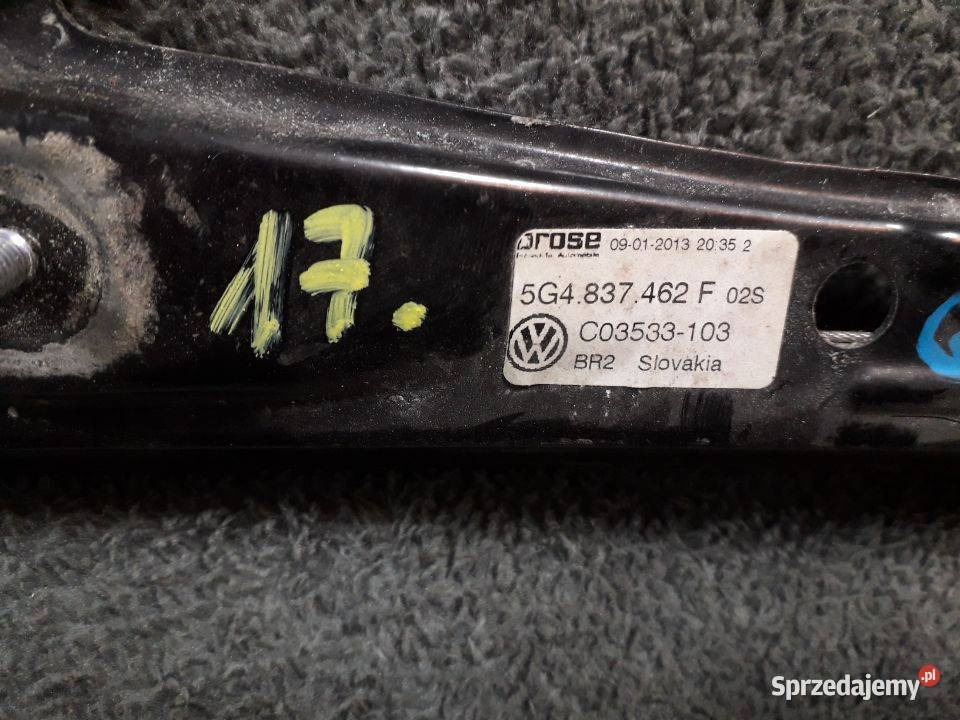 17.
brose 09-01-2013 20:35 2
5G4.837.462 F 02S
C03533-103
BR2 Slovakia
Sprzedajemy.pl